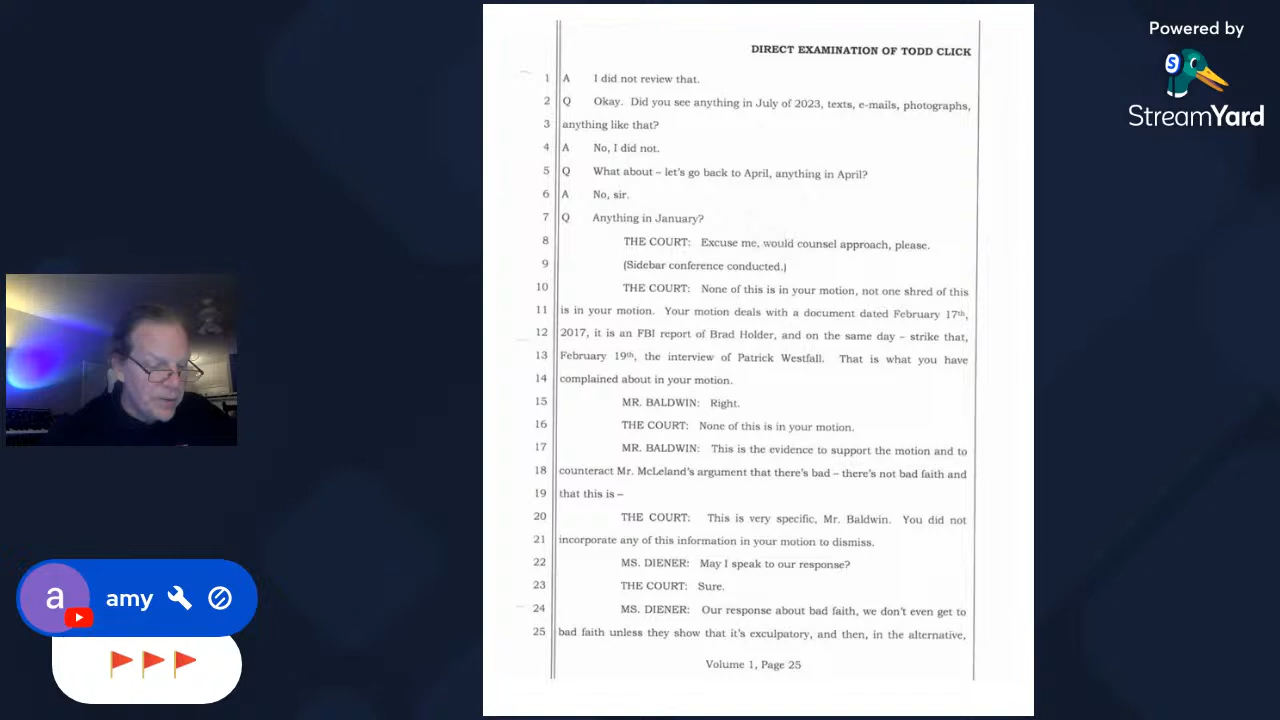 Powered by
StreamYard
DIRECT EXAMINATION OF TODD CLICK
1 A I did not review that.
2 Q Okay. Did you see anything in July of 2023, texts, e-mails, photographs,
3 anything like that?
4 A No, I did not.
5 Q What about – let's go back to April, anything in April?
6 A No, sir.
7 Q Anything in January?
8 THE COURT: Excuse me, would counsel approach, please.
9 (Sidebar conference conducted.)
10 THE COURT: None of this is in your motion, not one shred of this
11 is in your motion. Your motion deals with a document dated February 17th,
12 2017, it is an FBI report of Brad Holder, and on the same day – strike that,
13 February 19th, the interview of Patrick Westfall. That is what you have
14 complained about in your motion.
15 MR. BALDWIN: Right.
16 THE COURT: None of this is in your motion.
17 MR. BALDWIN: This is the evidence to support the motion and to
18 counteract Mr. McLeland's argument that there's bad – there's not bad faith and
19 that this is –
20 THE COURT: This is very specific, Mr. Baldwin. You did not
21 incorporate any of this information in your motion to dismiss.
22 MS. DIENER: May I speak to our response?
23 THE COURT: Sure.
24 MS. DIENER: Our response about bad faith, we don't even get to
25 bad faith unless they show that it's exculpatory, and then, in the alternative,
Volume 1, Page 25
a
amy